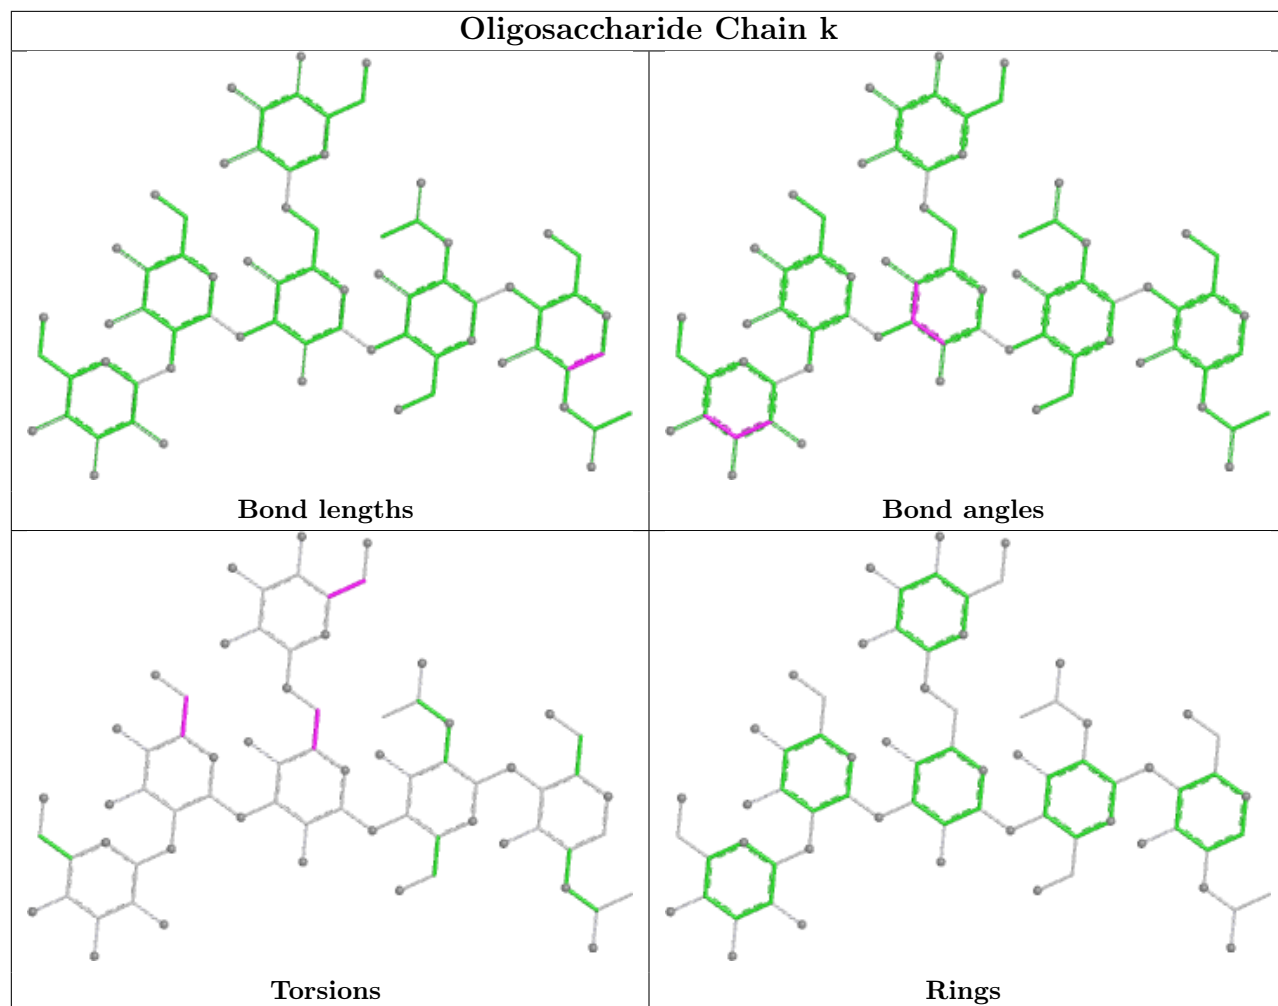 Oligosaccharide Chain k
Bond lengths
Bond angles
Torsions
Rings